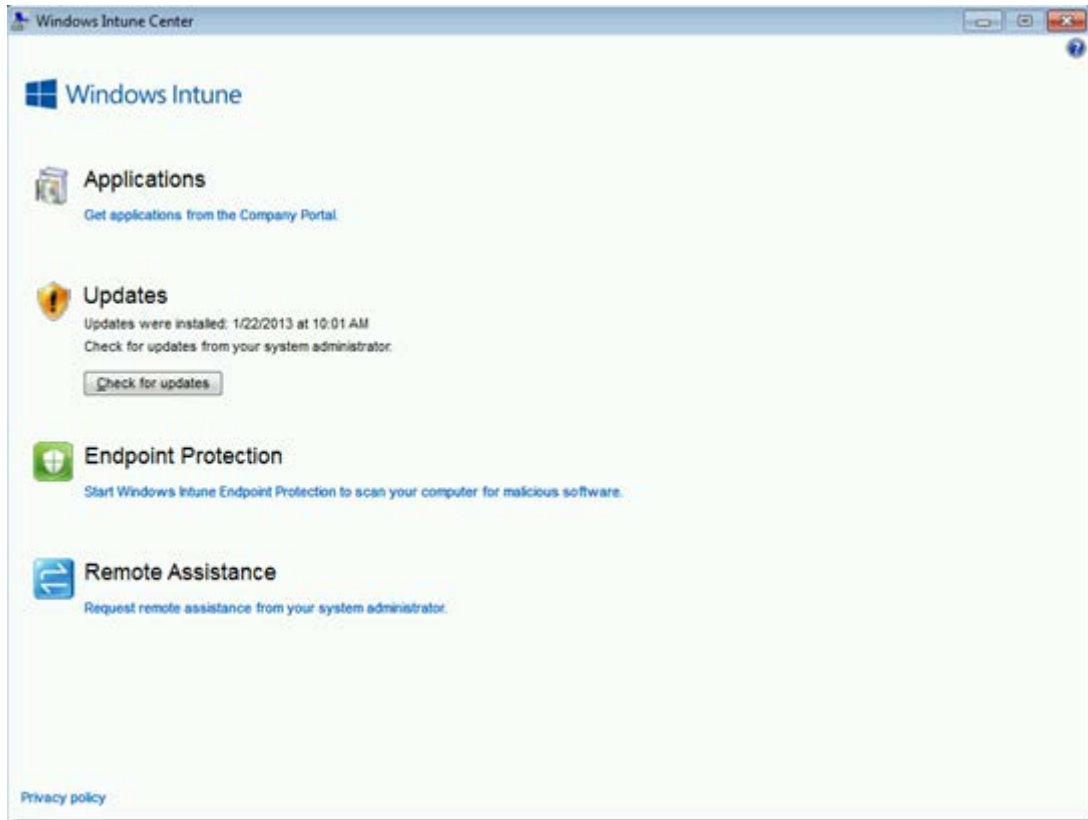 Windows Intune Center
Windows Intune
Applications
Get applications from the Company Portal.
Updates
Updates were installed: 1/22/2013 at 10:01 AM
Check for updates from your system administrator.
Check for updates
Endpoint Protection
Start Windows Intune Endpoint Protection to scan your computer for malicious software.
Remote Assistance
Request remote assistance from your system administrator.
Privacy policy